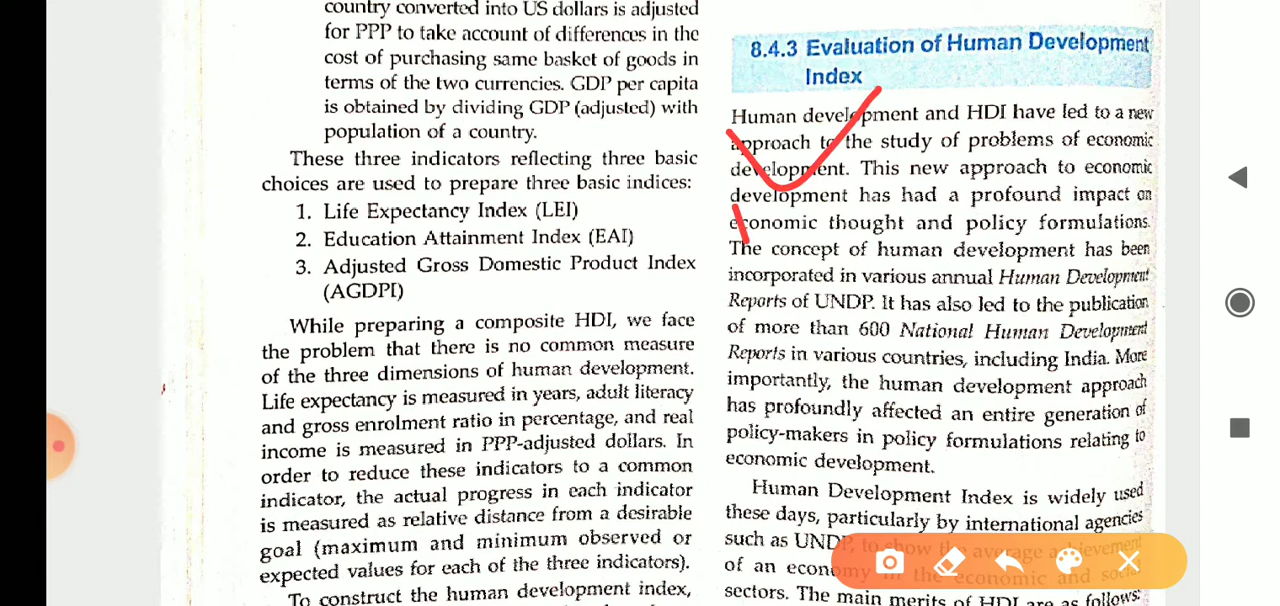 country converted into US dollars is adjusted
for PPP to take account of differences in the
cost of purchasing same basket of goods in
terms of the two currencies. GDP per capita
is obtained by dividing GDP (adjusted) with
population of a country.
These three indicators reflecting three basic
choices are used to prepare three basic indices:
1. Life Expectancy Index (LEI)
2. Education Attainment Index (EAI)
3. Adjusted Gross Domestic Product Index
(AGDPI)
While preparing a composite HDI, we face
the problem that there is no common measure
of the three dimensions of human development.
Life expectancy is measured in years, adult literacy
and gross enrolment ratio in percentage, and real
income is measured in PPP-adjusted dollars. In
order to reduce these indicators to a common
indicator, the actual progress in each indicator
is measured as relative distance from a desirable
goal (maximum and minimum observed or
expected values for each of the three indicators).
To construct the human development index,
8.4.3 Evaluation of Human Development
Index
Human development and HDI have led to a new
approach to the study of problems of economic
development. This new approach to economic
development has had a profound impact on
economic thought and policy formulations.
The concept of human development has been
incorporated in various annual Human Development
Reports of UNDP. It has also led to the publication
of more than 600 National Human Development
Reports in various countries, including India. More
importantly, the human development approach
has profoundly affected an entire generation of
policy-makers in policy formulations relating to
economic development.
Human Development Index is widely used
these days, particularly by international agencies
such as UNDP, to show the average achievement
of an economy in the economic and social
sectors. The main merits of HDI are as follows: